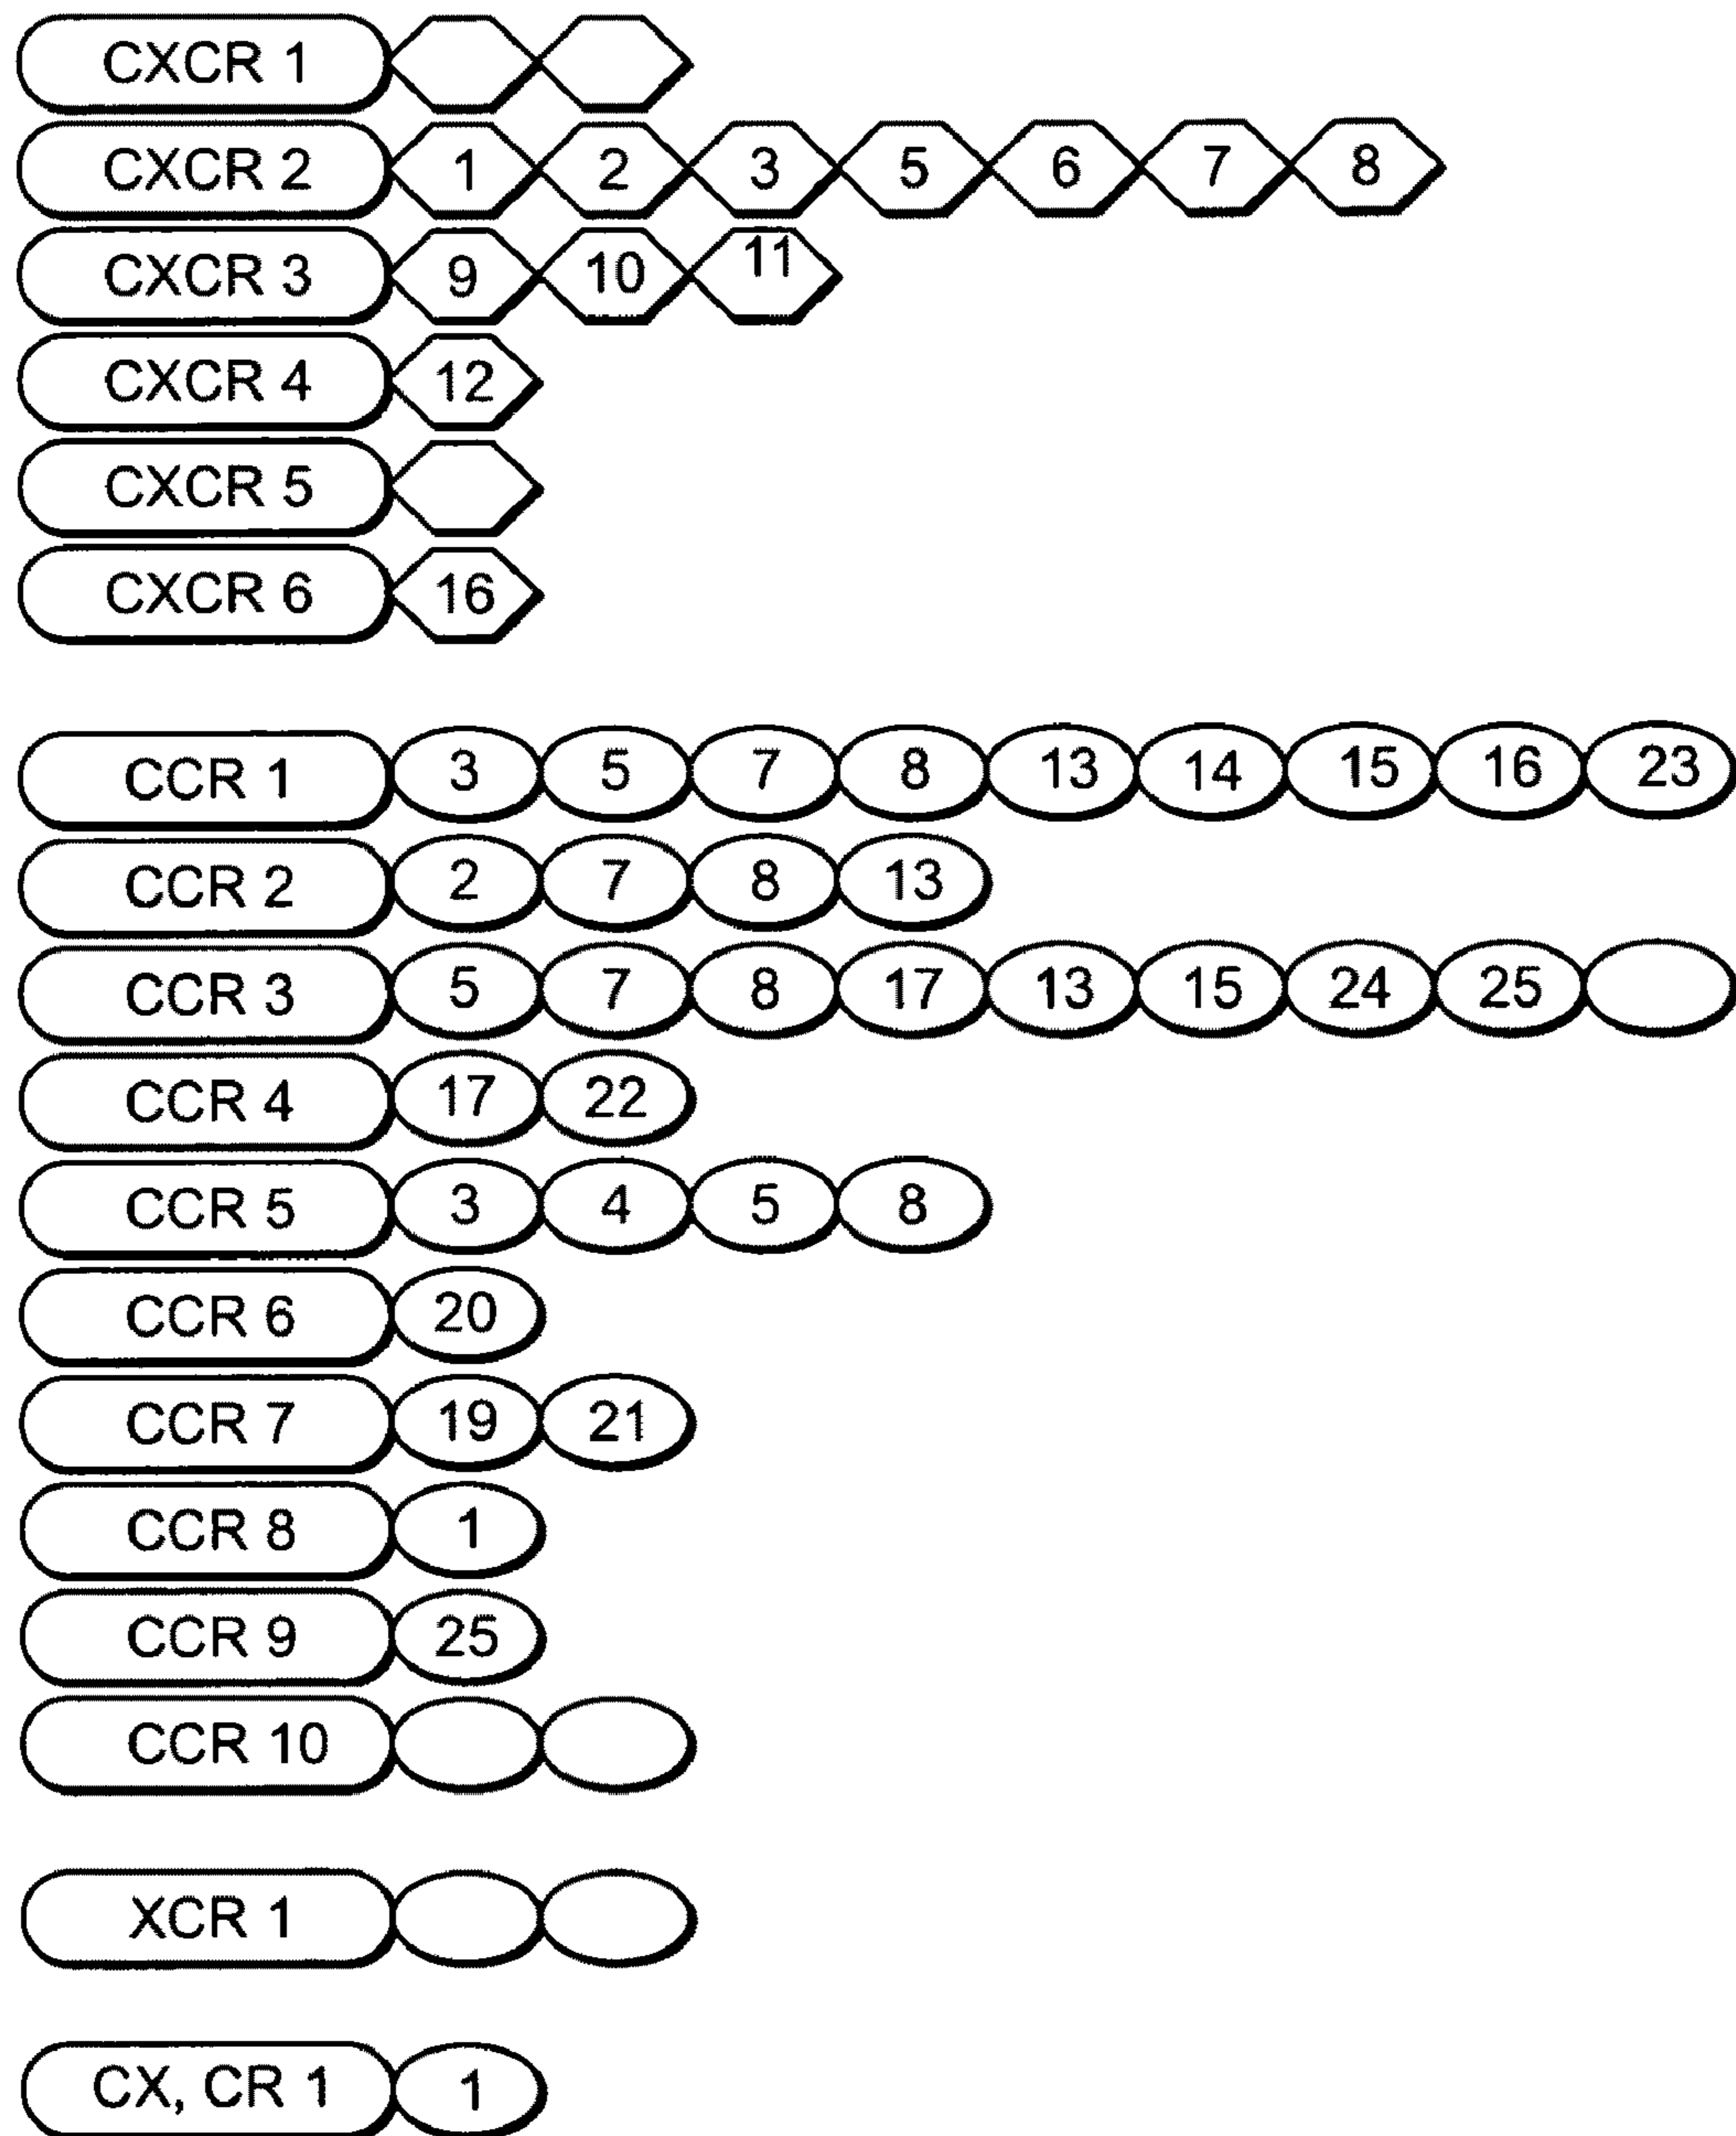 CXCR 1
CXCR 2 1 2 3 5 6 7 8
CXCR 3 9 10 11
CXCR 4 12
CXCR 5
CXCR 6 16
CCR 1 3 5 7 8 13 14 15 16 23
CCR 2 2 7 8 13
CCR 3 5 7 8 17 13 15 24 25
CCR 4 17 22
CCR 5 3 4 5 8
CCR 6 20
CCR 7 19 21
CCR 8 1
CCR 9 25
CCR 10
XCR 1
CX, CR 1 1